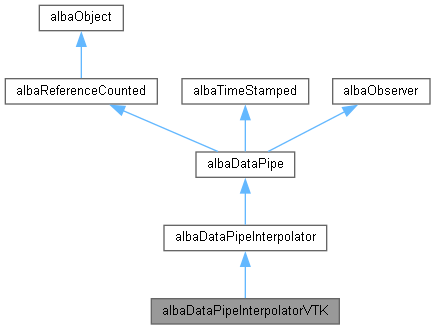 albaObject
albaReferenceCounted
albaTimeStamped
albaObserver
albaDataPipe
albaDataPipeInterpolator
albaDataPipeInterpolatorVTK